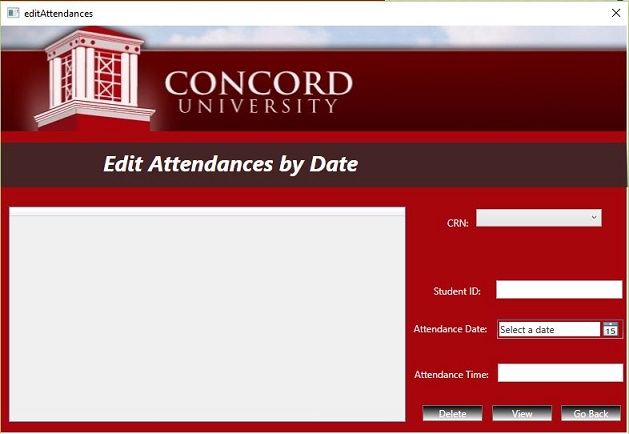 editAttendances
CONCORD
UNIVERSITY
Edit Attendances by Date
CRN:
Student ID:
Attendance Date: Select a date 15
Attendance Time:
Delete View Go Back